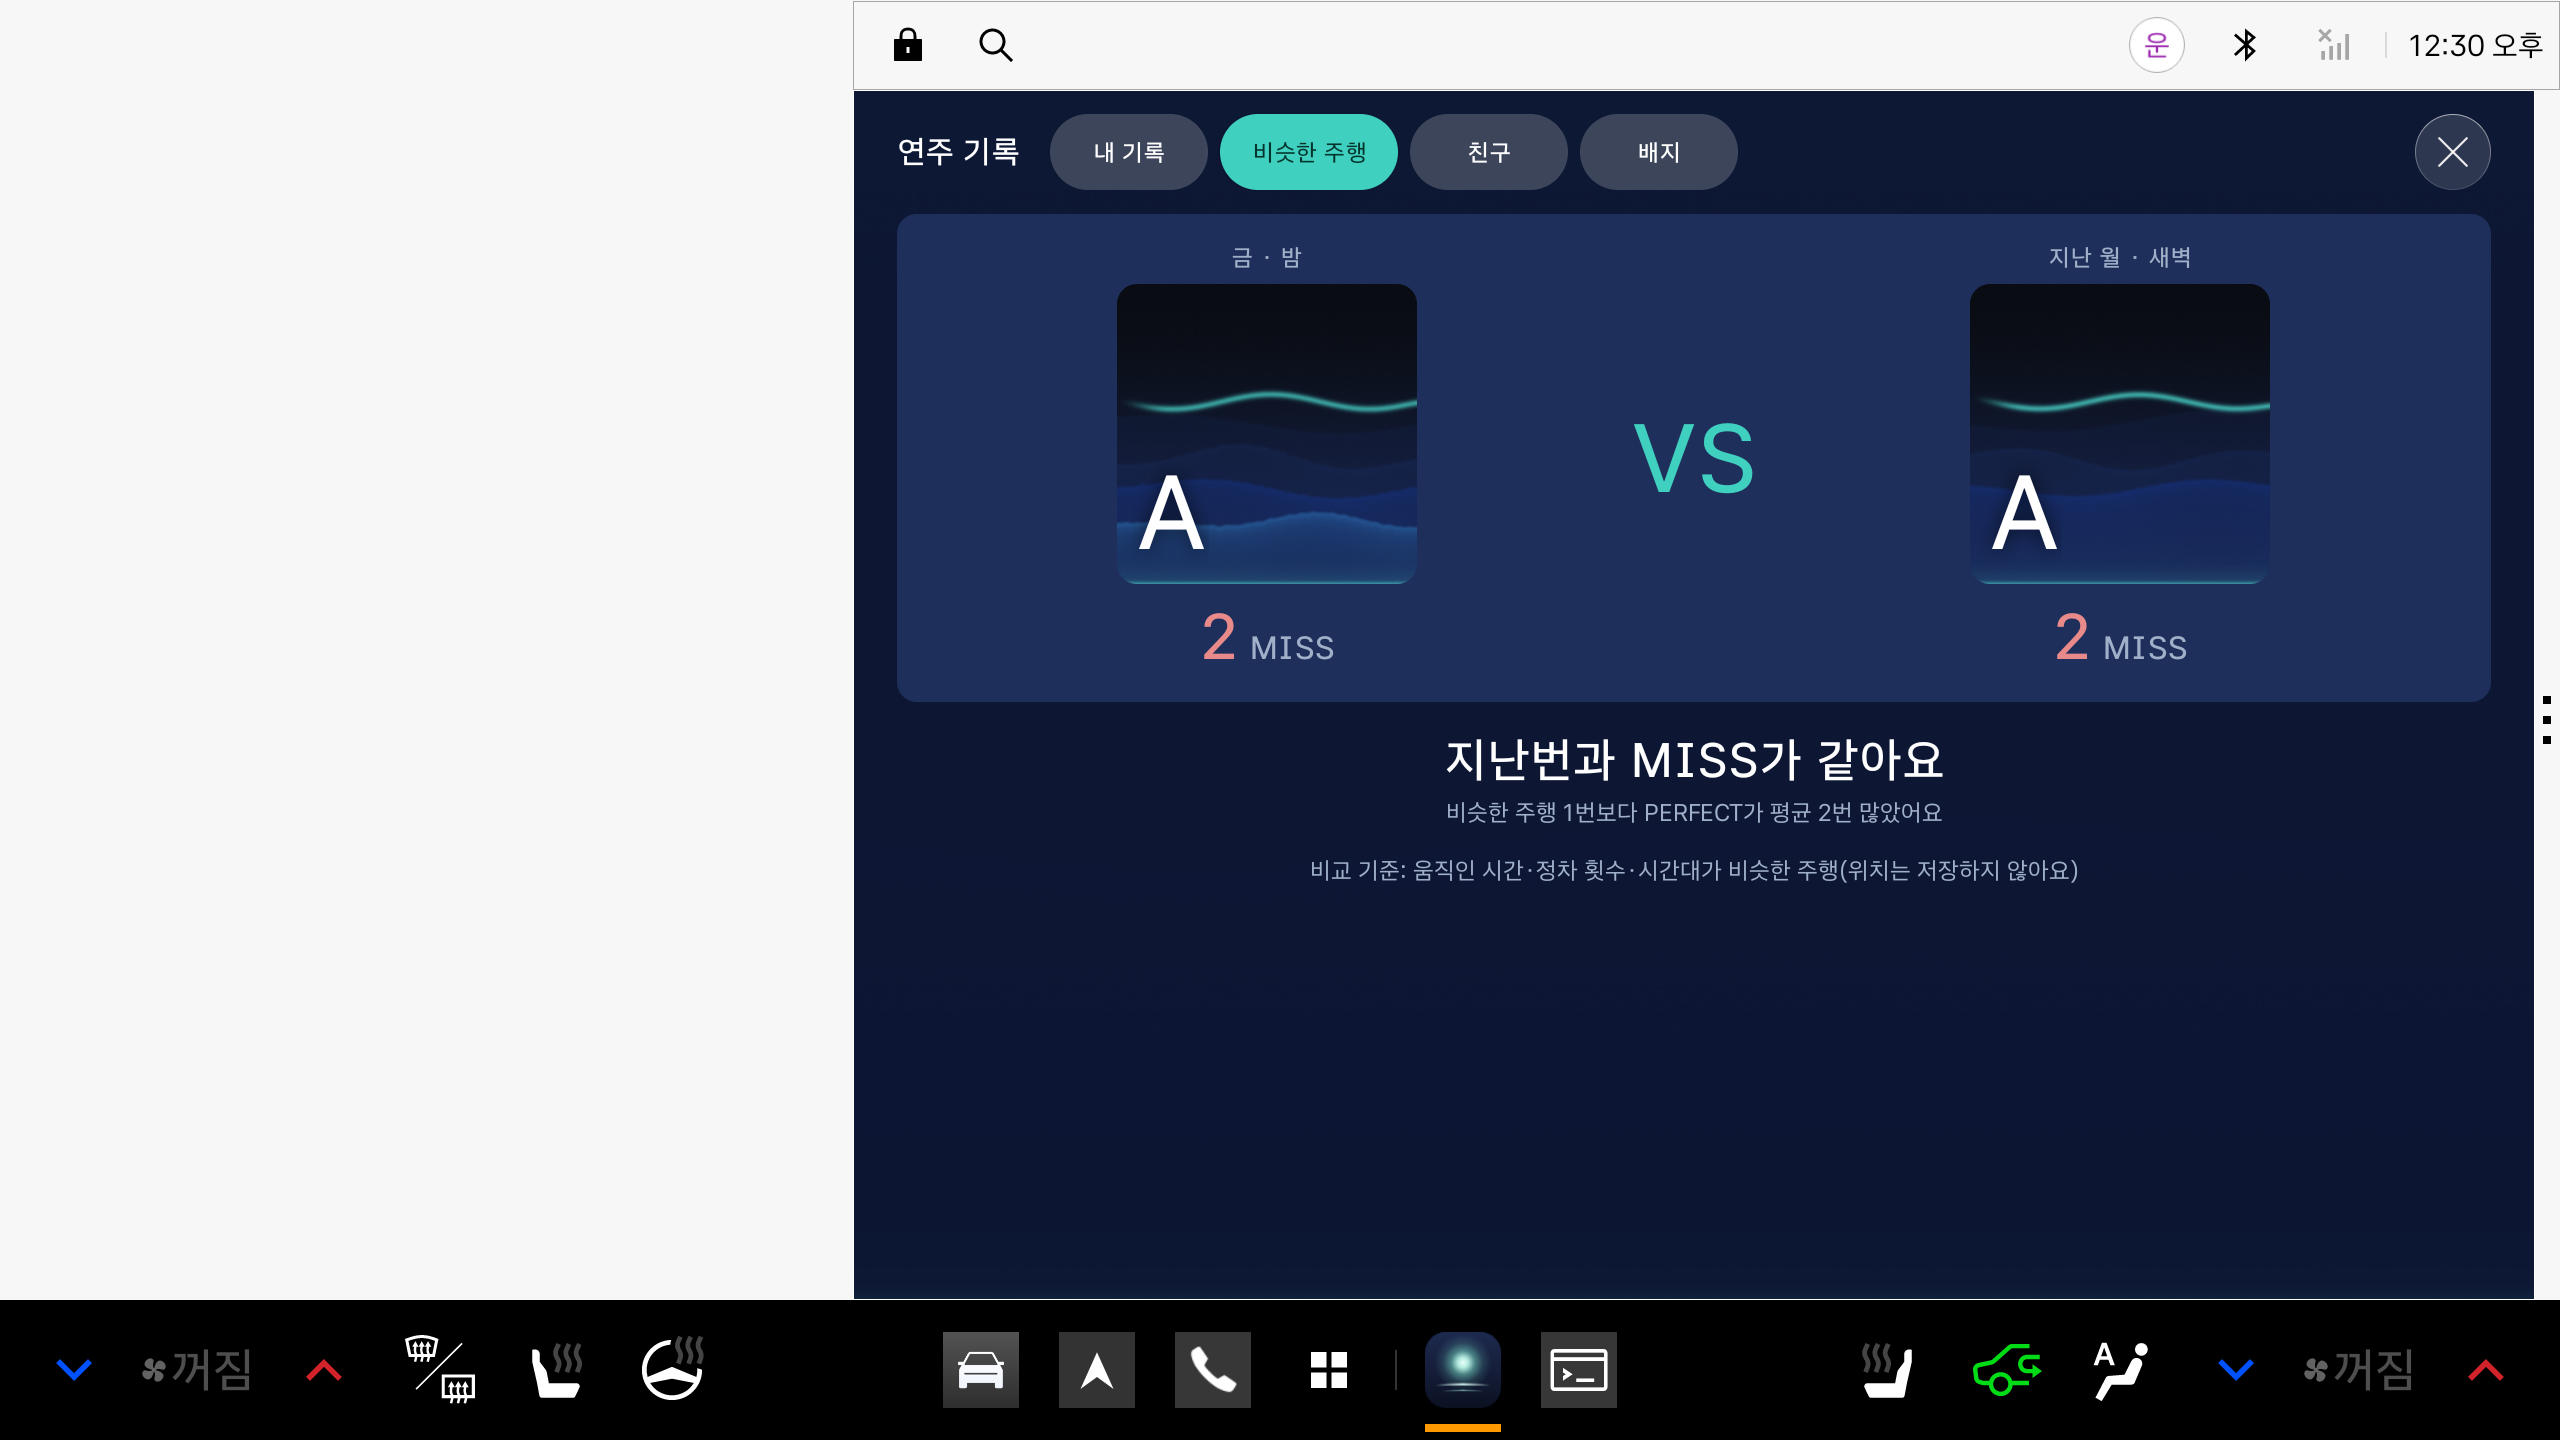 운
12:30 오후
연주 기록
내 기록
비슷한 주행
친구
배지
금 · 밤
지난 월 · 새벽
A
VS
A
2 MISS
2 MISS
지난번과 MISS가 같아요
비슷한 주행 1번보다 PERFECT가 평균 2번 많았어요
비교 기준: 움직인 시간·정차 횟수·시간대가 비슷한 주행(위치는 저장하지 않아요)
꺼짐
A
꺼짐